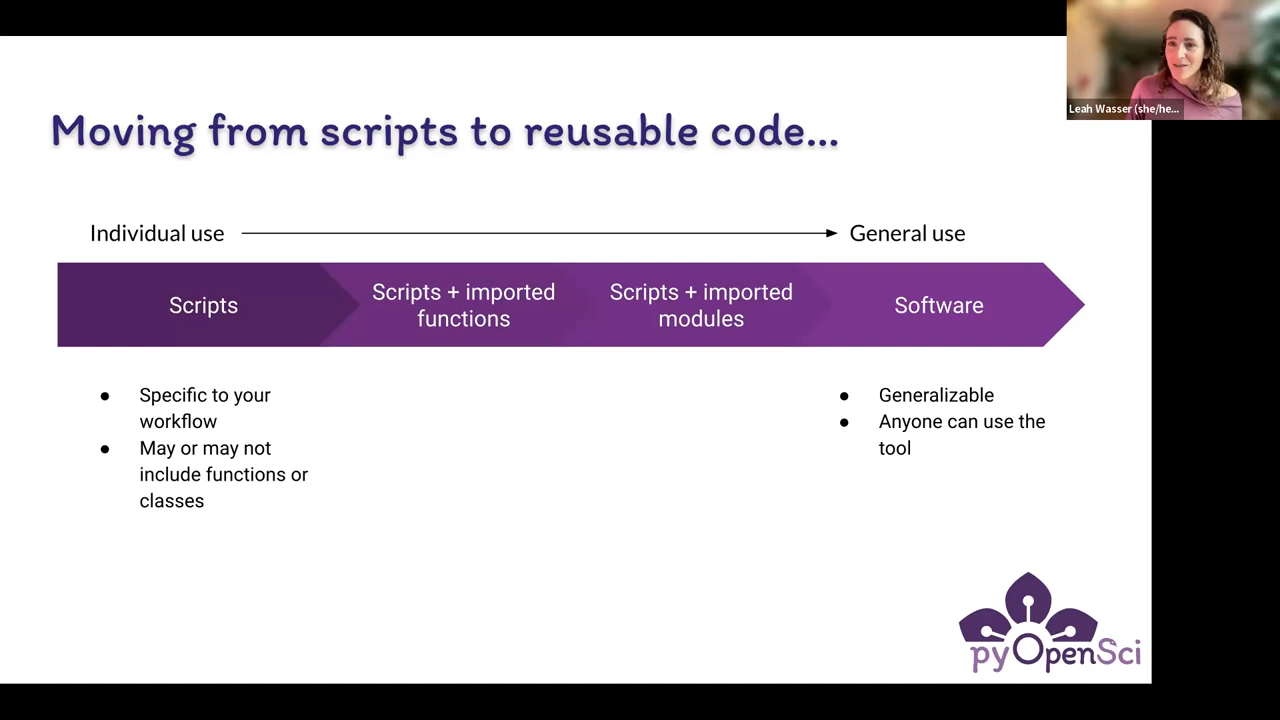 Leah Wasser (she/he...
Moving from scripts to reusable code...
Individual use
General use
Scripts
Scripts + imported
functions
Scripts + imported
modules
Software
● Specific to your
workflow
● May or may not
include functions or
classes
● Generalizable
● Anyone can use the
tool
pyOpenSci